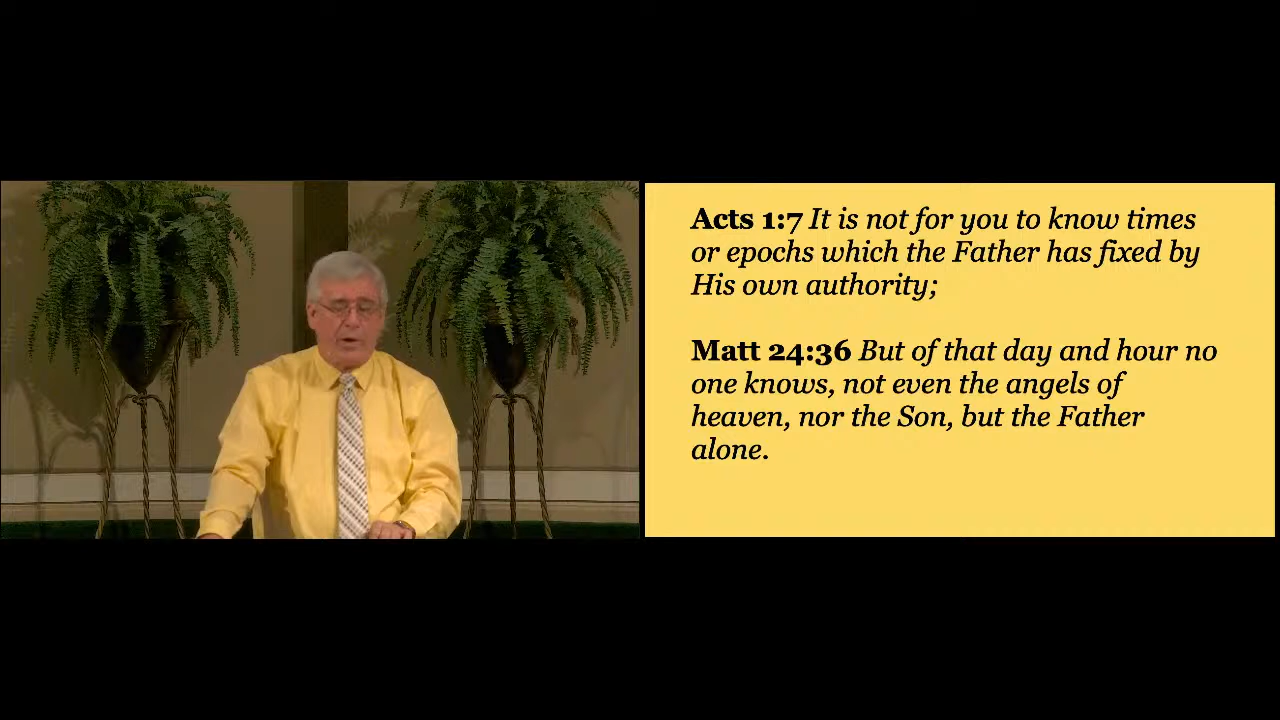 Acts 1:7 It is not for you to know times
or epochs which the Father has fixed by
His own authority;
Matt 24:36 But of that day and hour no
one knows, not even the angels of
heaven, nor the Son, but the Father
alone.